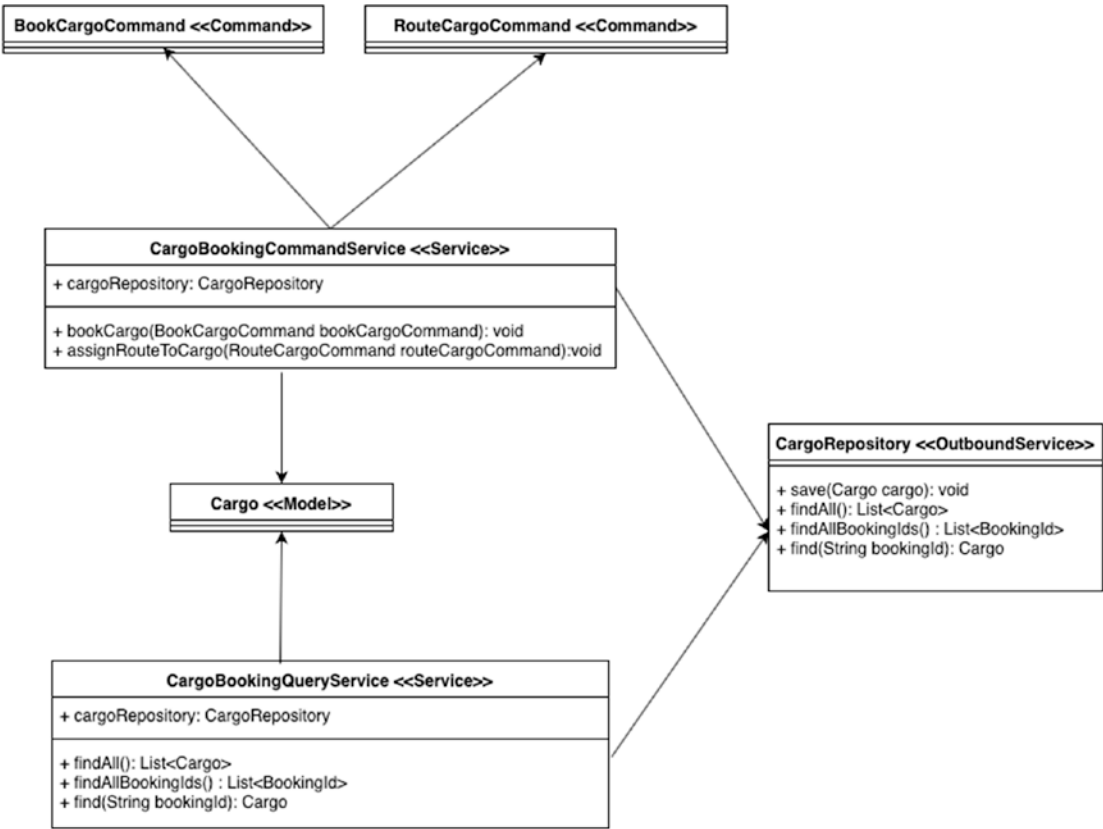 BookCargoCommand <<Command>>
RouteCargoCommand <<Command>>
CargoBookingCommandService <<Service>>
+ cargoRepository: CargoRepository
+ bookCargo(BookCargoCommand bookCargoCommand): void
+ assignRouteToCargo(RouteCargoCommand routeCargoCommand):void
CargoRepository <<OutboundService>>
+ save(Cargo cargo): void
+ findAll(): List<Cargo>
+ findAllBookingIds() : List<BookingId>
+ find(String bookingId): Cargo
Cargo <<Model>>
CargoBookingQueryService <<Service>>
+ cargoRepository: CargoRepository
+ findAll(): List<Cargo>
+ findAllBookingIds() : List<BookingId>
+ find(String bookingId): Cargo